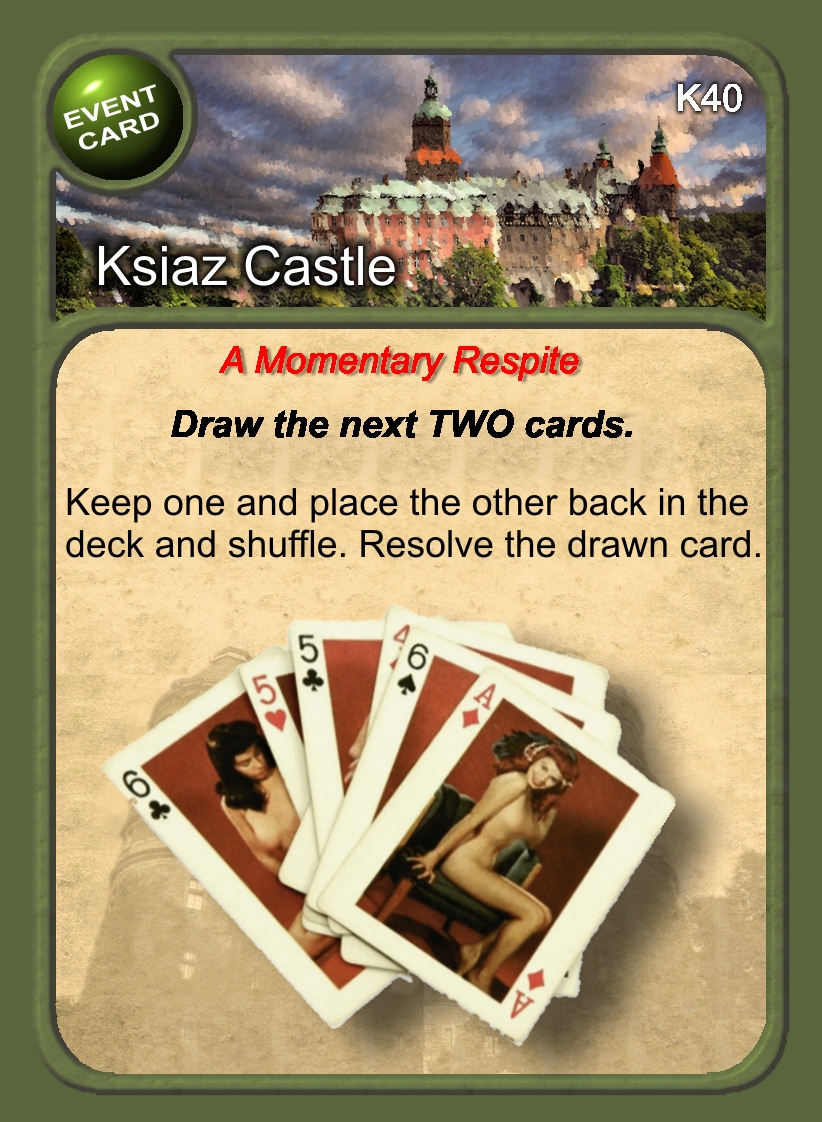 EVENT
CARD
K40
Ksiaz Castle
A Momentary Respite
Draw the next TWO cards.
Keep one and place the other back in the
deck and shuffle. Resolve the drawn card.
6
5
5
4
6
A
A